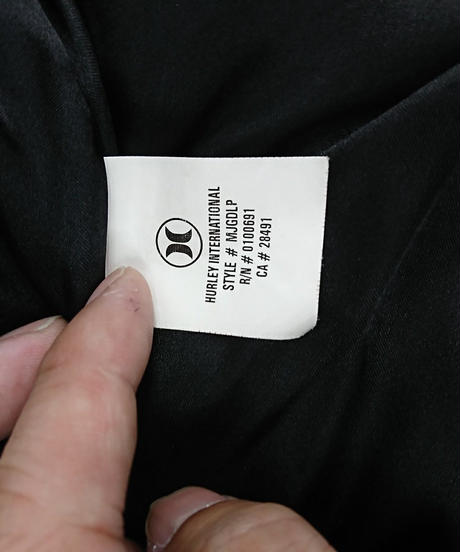 HURLEY INTERNATIONAL
STYLE # MJGDLP
R/N # 0100691
CA # 28491